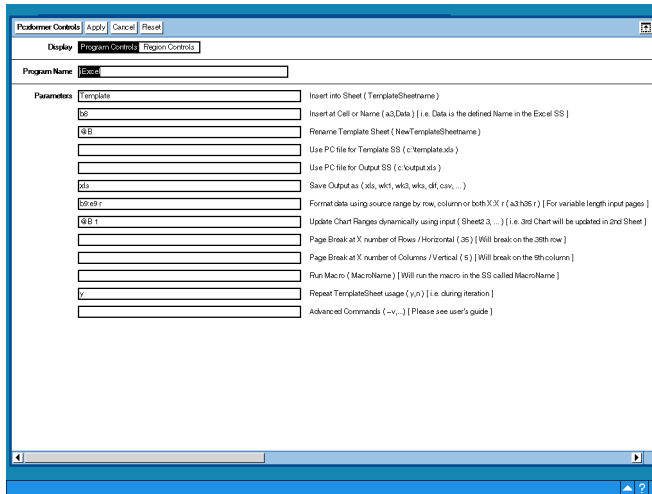 Pcxformer Controls Apply Cancel Reset
Display Program Controls Region Controls
Program Name }Excel
Parameters Template Insert into Sheet ( TemplateSheetname )
b8 Insert at Cell or Name ( a3,Data ) [ i.e. Data is the defined Name in the Excel SS ]
@B Rename Template Sheet ( NewTemplateSheetname )
Use PC file for Template SS ( c:\template.xls )
Use PC file for Output SS ( c:\output.xls )
xls Save Output as ( xls, wk1, wk3, wks, dif, csv, ... )
b9:e9 r Format data using source range by row, column or both X:X r ( a3:h35 r ) [ For variable length input pages ]
@B 1 Update Chart Ranges dynamically using input ( Sheet2 3, ... ) [ i.e. 3rd Chart will be updated in 2nd Sheet ]
Page Break at X number of Rows / Horizontal ( 35 ) [ Will break on the 35th row ]
Page Break at X number of Columns / Vertical ( 5 ) [ Will break on the 5th column ]
Run Macro ( MacroName ) [ Will run the macro in the SS called MacroName ]
y Repeat TemplateSheet usage ( y,n ) [ i.e. during iteration ]
Advanced Commands ( –v,...) [ Please see user's guide ]
?